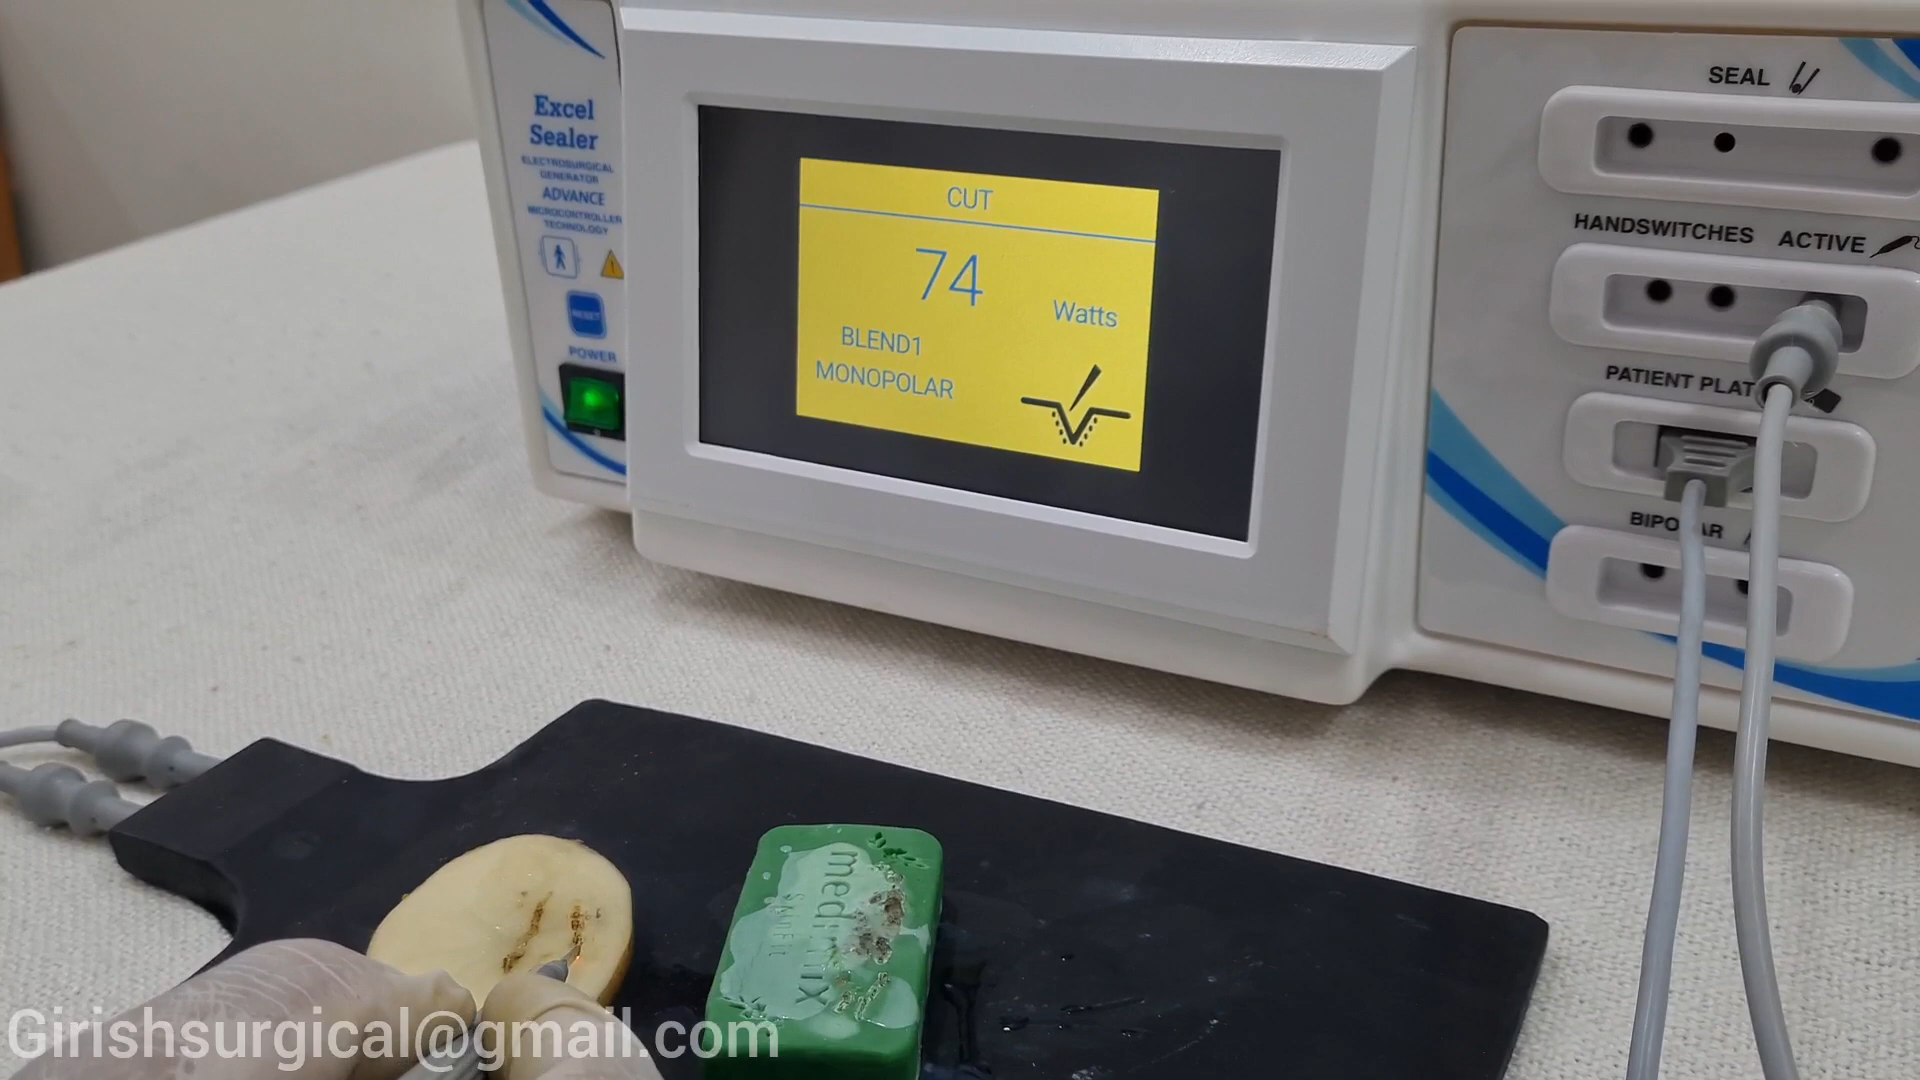 Excel
Sealer
ELECTROSURGICAL
GENERATOR
ADVANCE
MICROCONTROLLER
TECHNOLOGY
RESET
POWER
CUT
74
Watts
BLEND1
MONOPOLAR
SEAL
HANDSWITCHES ACTIVE
PATIENT PLAT
BIPOLAR
medimix
Girishsurgical@gmail.com